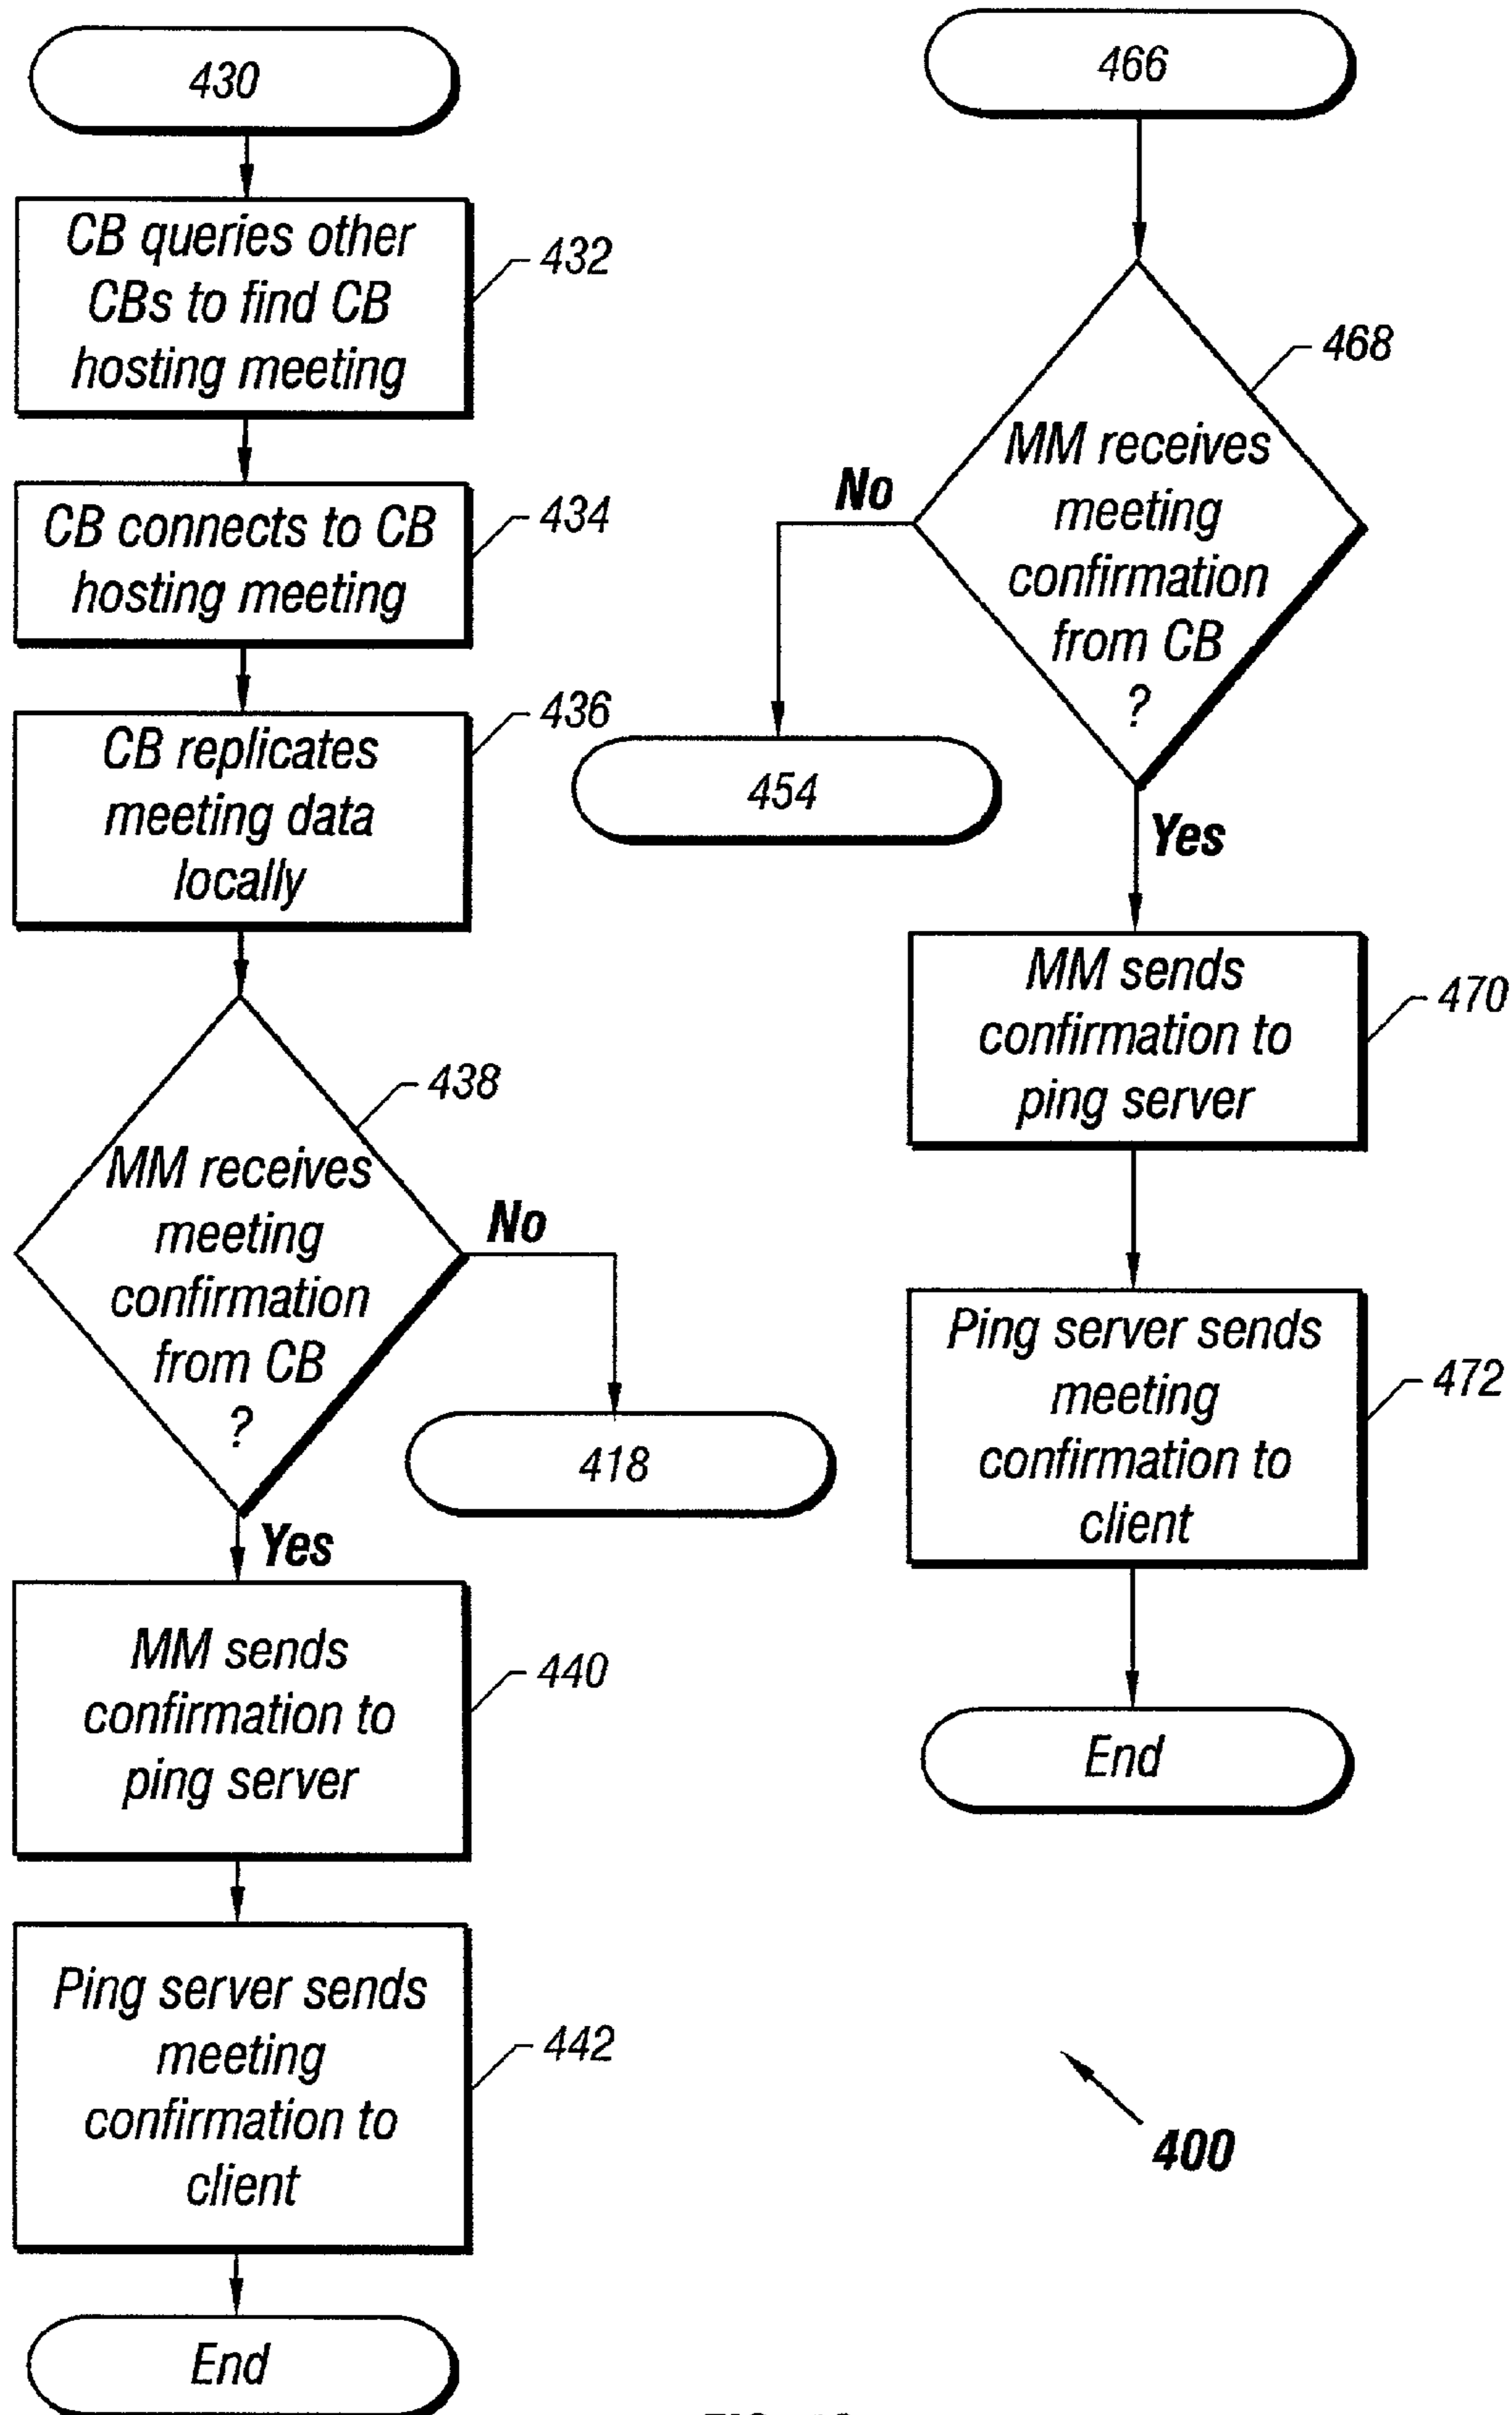 430
CB queries other
CBs to find CB
hosting meeting
432
CB connects to CB
hosting meeting
434
CB replicates
meeting data
locally
436
MM receives
meeting
confirmation
from CB
?
438
No
418
Yes
MM sends
confirmation to
ping server
440
Ping server sends
meeting
confirmation to
client
442
End
466
MM receives
meeting
confirmation
from CB
?
468
No
454
Yes
MM sends
confirmation to
ping server
470
Ping server sends
meeting
confirmation to
client
472
End
400